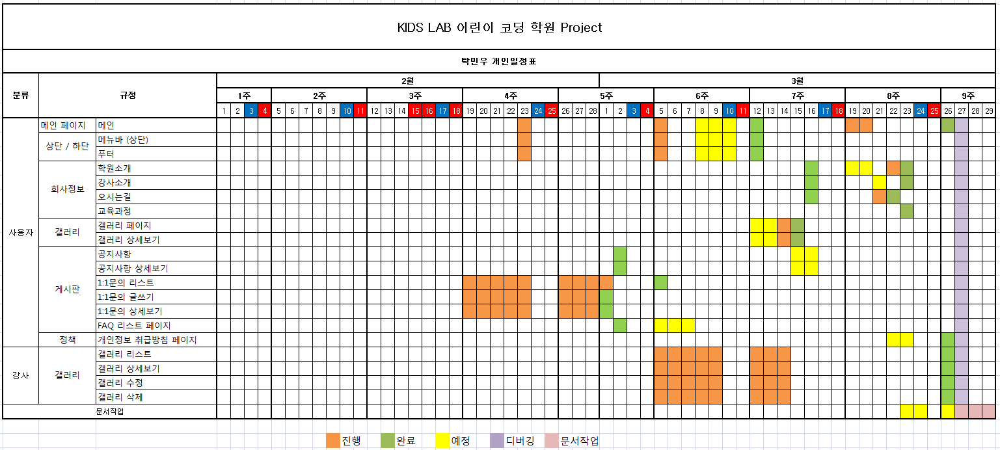 KIDS LAB 어린이 코딩 학원 Project
탁민우 개인일정표
분류 규정 2월 3월
1주 2주 3주 4주 5주 6주 7주 8주 9주
1 2 3 4 5 6 7 8 9 10 11 12 13 14 15 16 17 18 19 20 21 22 23 24 25 26 27 28 1 2 3 4 5 6 7 8 9 10 11 12 13 14 15 16 17 18 19 20 21 22 23 24 25 26 27 28 29
사용자 메인 페이지 메인
상단 / 하단 메뉴바 (상단)
푸터
회사정보 학원소개
강사소개
오시는길
교육과정
갤러리 갤러리 페이지
갤러리 상세보기
게시판 공지사항
공지사항 상세보기
1:1문의 리스트
1:1문의 글쓰기
1:1문의 상세보기
FAQ 리스트 페이지
정책 개인정보 취급방침 페이지
강사 갤러리 갤러리 리스트
갤러리 상세보기
갤러리 수정
갤러리 삭제
문서작업
진행 완료 예정 디버깅 문서작업